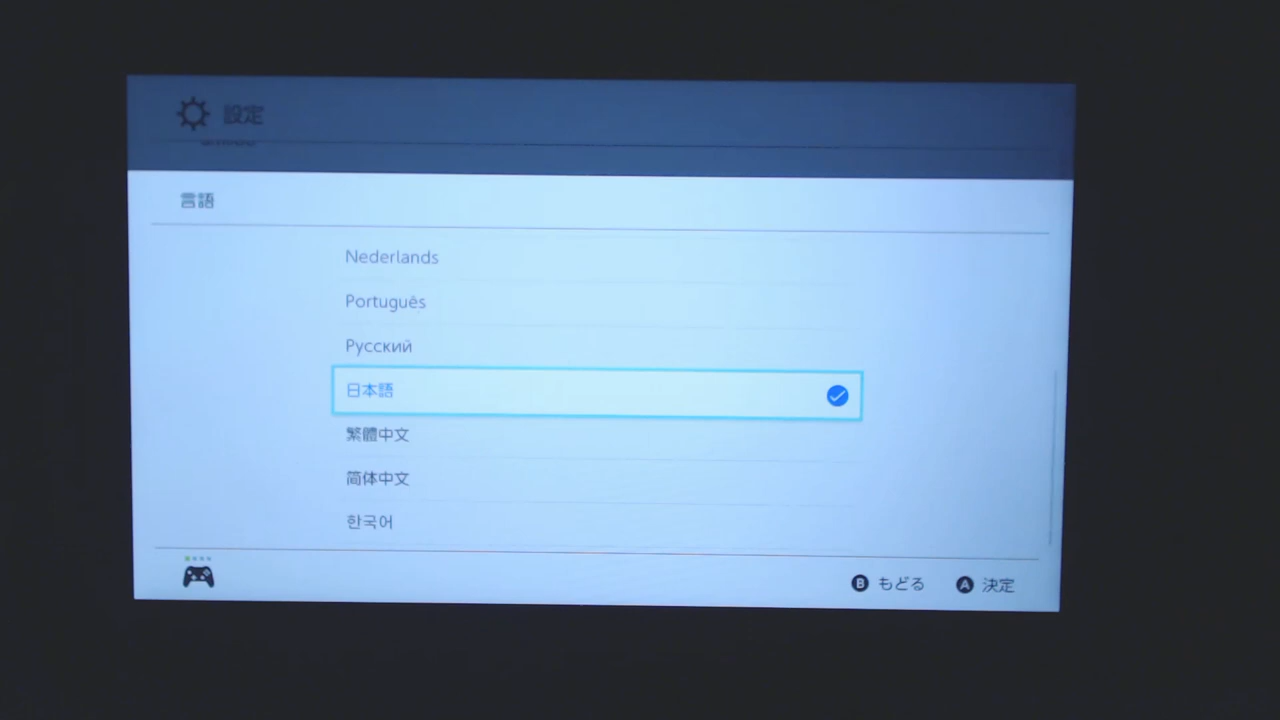 設定
言語
Nederlands
Português
Русский
日本語
繁體中文
简体中文
한국어
B もどる A 決定